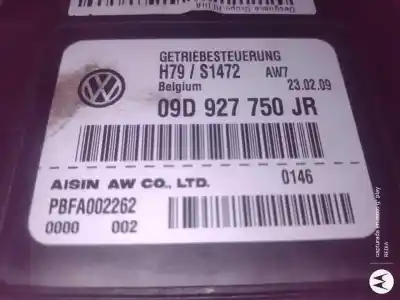 GETRIEBESTEUERUNG
H79 / S1472 AW7
Belgium 23.02.09
09D 927 750 JR
AISIN AW CO., LTD. 0146
PBFA002262
0000 002